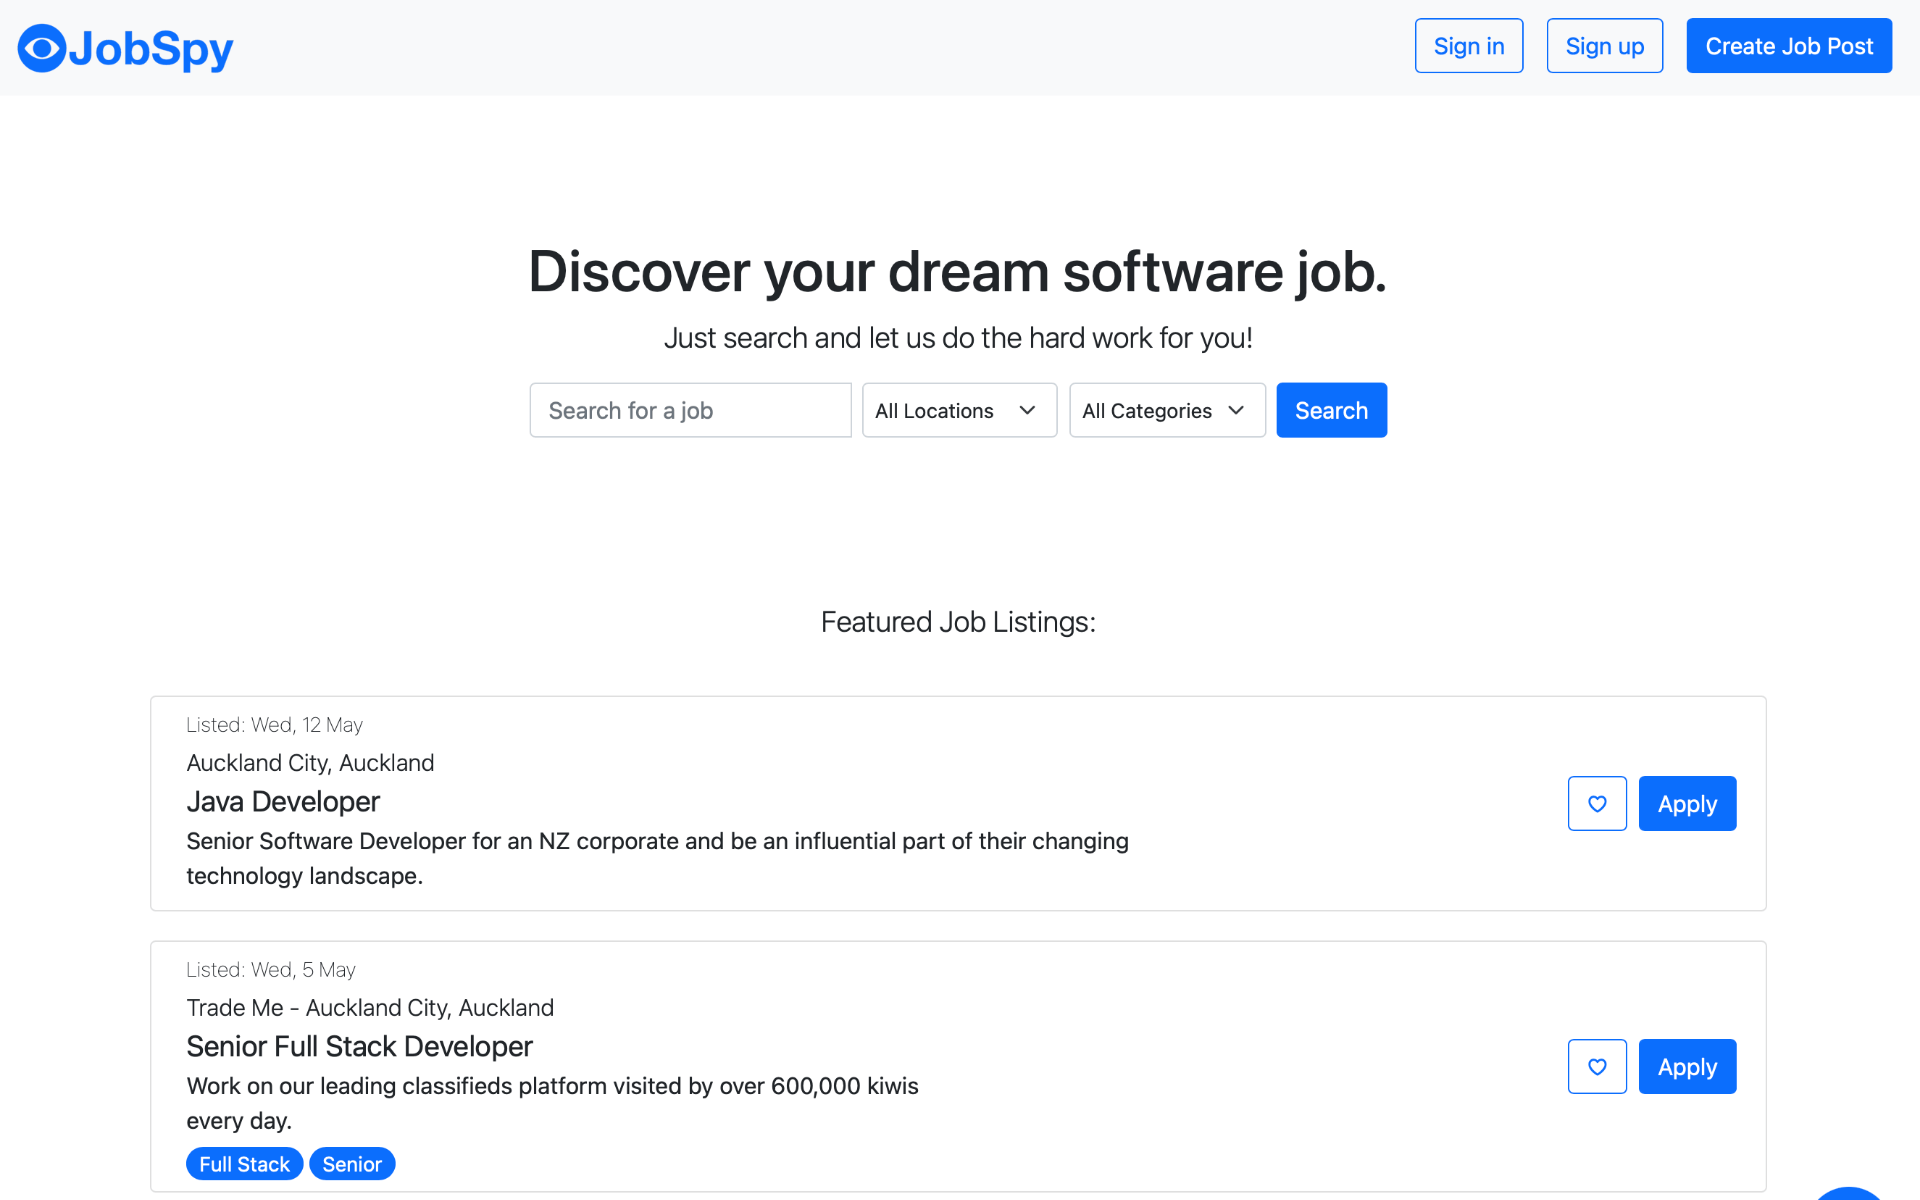 JobSpy
Sign in
Sign up
Create Job Post
Discover your dream software job.
Just search and let us do the hard work for you!
Search for a job
All Locations
All Categories
Search
Featured Job Listings:
Listed: Wed, 12 May
Auckland City, Auckland
Java Developer
Senior Software Developer for an NZ corporate and be an influential part of their changing
technology landscape.
Apply
Listed: Wed, 5 May
Trade Me - Auckland City, Auckland
Senior Full Stack Developer
Work on our leading classifieds platform visited by over 600,000 kiwis
every day.
Full Stack
Senior
Apply